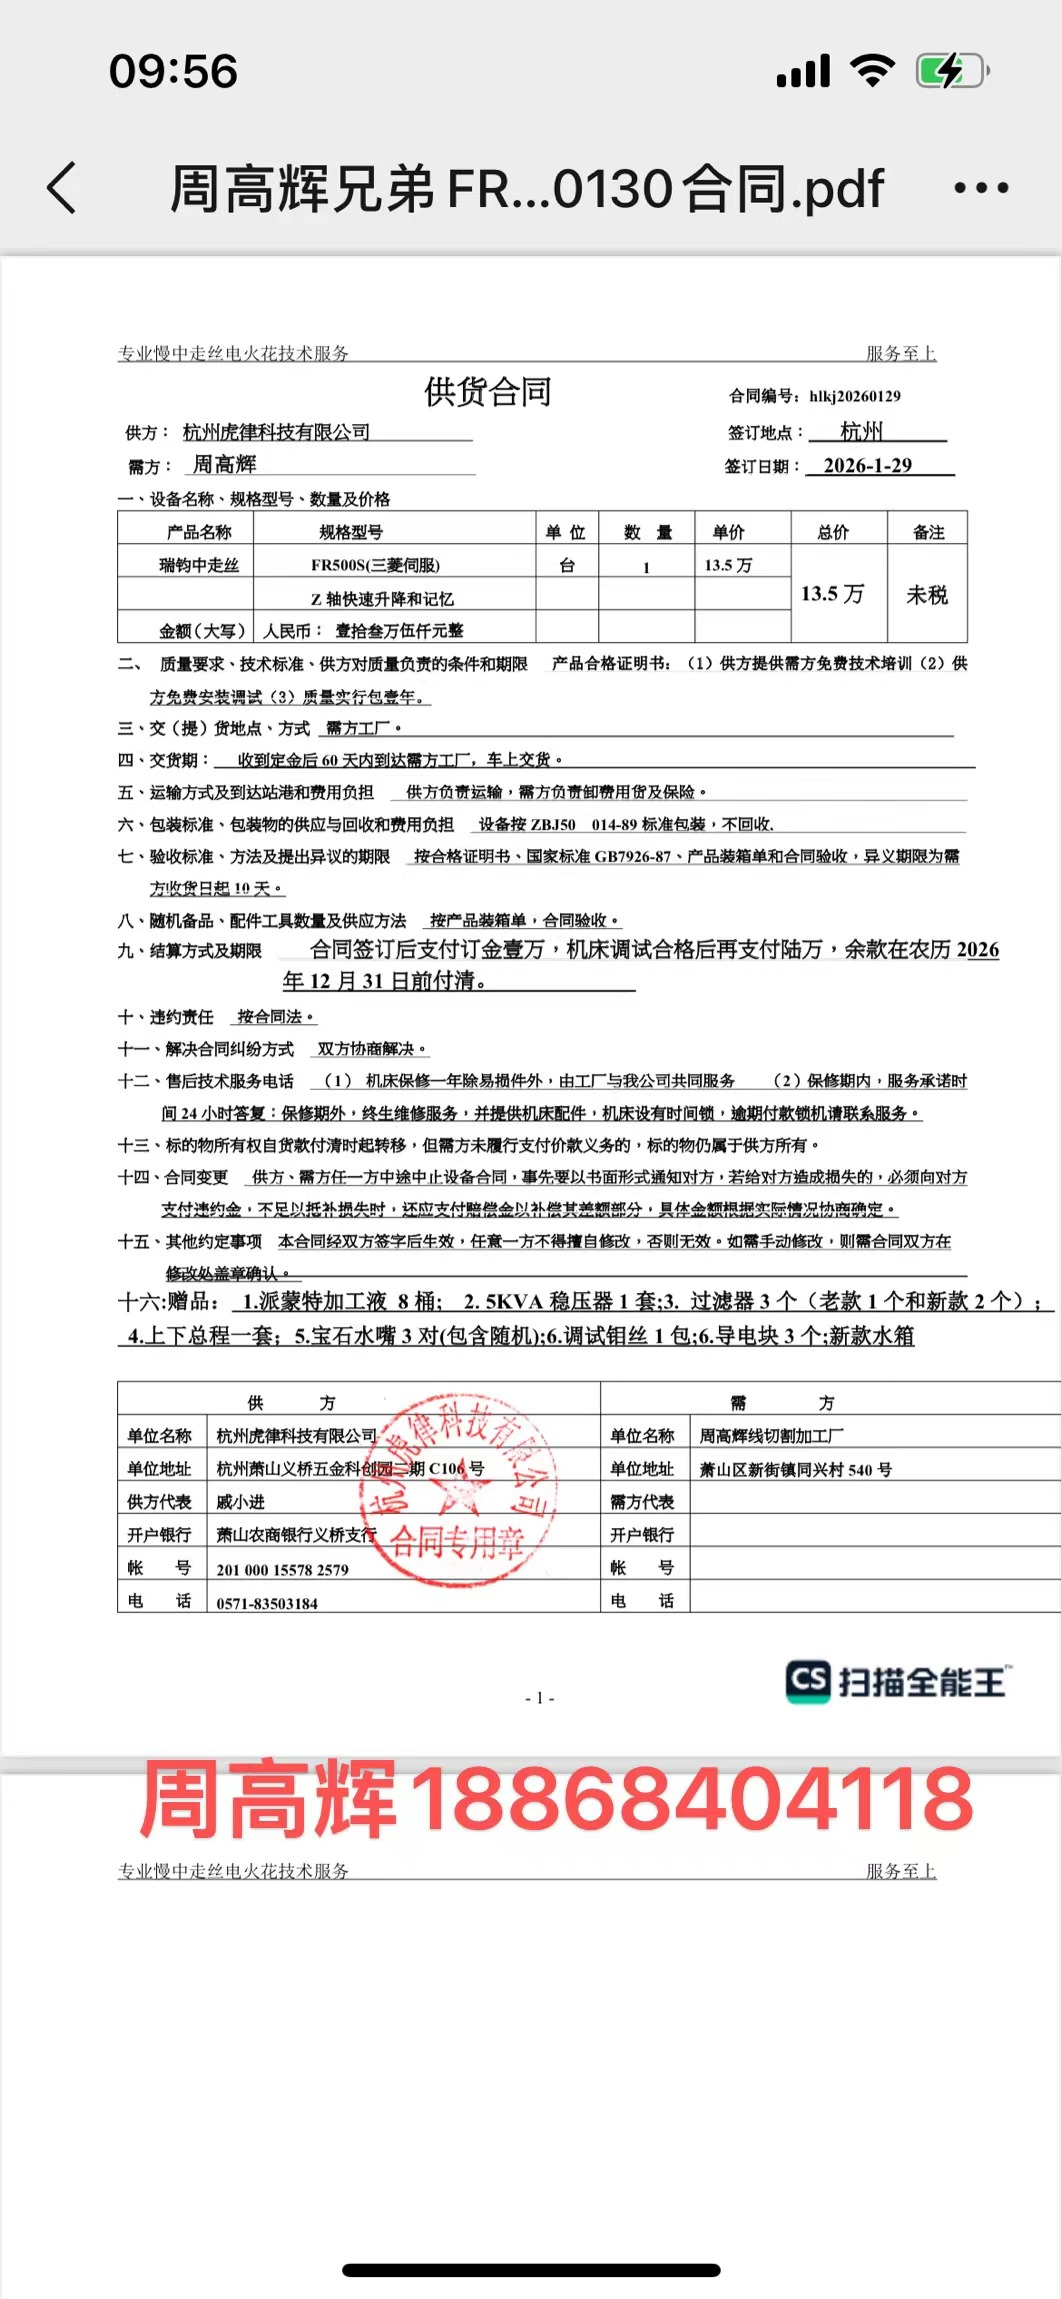 09:56
周高辉兄弟FR...0130合同.pdf
专业慢中走丝电火花技术服务 服务至上
供货合同
合同编号：hlkj20260129
供方： 杭州虎律科技有限公司 签订地点： 杭州
需方： 周高辉 签订日期： 2026-1-29
一、设备名称、规格型号、数量及价格
产品名称 规格型号 单 位 数 量 单价 总价 备注
瑞钧中走丝 FR500S(三菱伺服) 台 1 13.5 万 13.5 万 未税
Z 轴快速升降和记忆
金额（大写） 人民币： 壹拾叁万伍仟元整
二、 质量要求、技术标准、供方对质量负责的条件和期限 产品合格证明书：（1）供方提供需方免费技术培训（2）供
方免费安装调试（3）质量实行包壹年。
三、交（提）货地点、方式 需方工厂。
四、交货期： 收到定金后 60 天内到达需方工厂，车上交货。
五、运输方式及到达站港和费用负担 供方负责运输，需方负责卸费用货及保险。
六、包装标准、包装物的供应与回收和费用负担 设备按 ZBJ50 014-89 标准包装，不回收.
七、验收标准、方法及提出异议的期限 按合格证明书、国家标准 GB7926-87、产品装箱单和合同验收，异义期限为需
方收货日起 10 天。
八、随机备品、配件工具数量及供应方法 按产品装箱单，合同验收。
九、结算方式及期限 合同签订后支付订金壹万，机床调试合格后再支付陆万，余款在农历 2026
年 12 月 31 日前付清。
十、违约责任 按合同法。
十一、解决合同纠纷方式 双方协商解决。
十二、售后技术服务电话 （1） 机床保修一年除易损件外，由工厂与我公司共同服务 （2）保修期内，服务承诺时
间 24 小时答复：保修期外，终生维修服务，并提供机床配件，机床设有时间锁，逾期付款锁机请联系服务。
十三、标的物所有权自货款付清时起转移，但需方未履行支付价款义务的，标的物仍属于供方所有。
十四、合同变更 供方、需方任一方中途中止设备合同，事先要以书面形式通知对方，若给对方造成损失的，必须向对方
支付违约金，不足以抵补损失时，还应支付赔偿金以补偿其差额部分，具体金额根据实际情况协商确定。
十五、其他约定事项 本合同经双方签字后生效，任意一方不得擅自修改，否则无效。如需手动修改，则需合同双方在
修改处盖章确认。
十六:赠品： 1.派蒙特加工液 8 桶； 2. 5KVA 稳压器 1 套;3. 过滤器 3 个（老款 1 个和新款 2 个）；
4.上下总程一套；5.宝石水嘴 3 对(包含随机);6.调试钼丝 1 包;6.导电块 3 个;新款水箱
供 方 需 方
单位名称 杭州虎律科技有限公司 单位名称 周高辉线切割加工厂
单位地址 杭州萧山义桥五金科创园二期 C106 号 单位地址 萧山区新街镇同兴村 540 号
供方代表 戚小进 需方代表
开户银行 萧山农商银行义桥支行 开户银行
帐 号 201 000 15578 2579 帐 号
电 话 0571-83503184 电 话
杭州虎律科技有限公司
合同专用章
CS 扫描全能王™
- 1 -
周高辉18868404118
专业慢中走丝电火花技术服务 服务至上